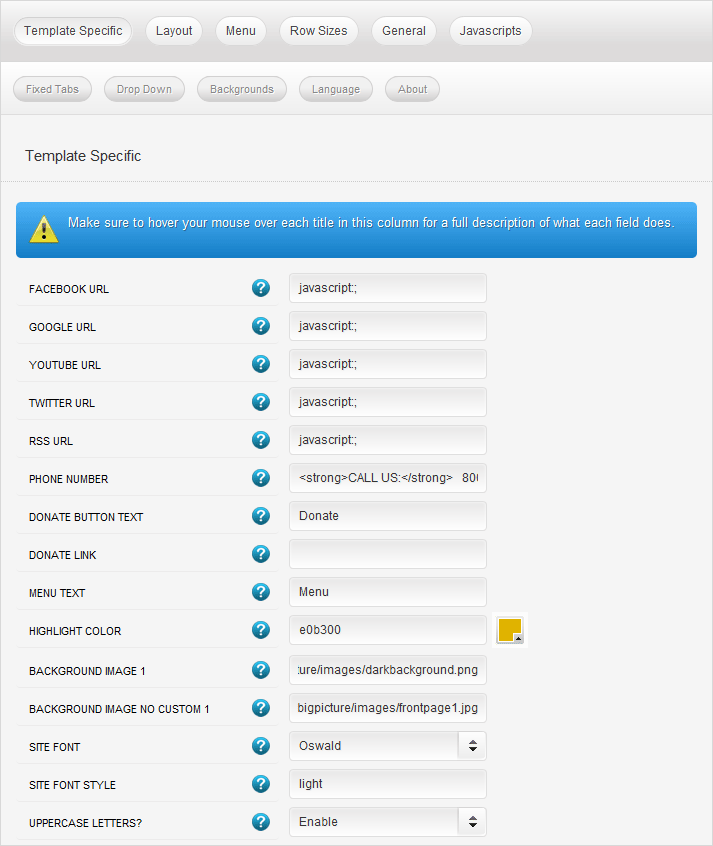 Template Specific Layout Menu Row Sizes General Javascripts
Fixed Tabs Drop Down Backgrounds Language About
Template Specific
Make sure to hover your mouse over each title in this column for a full description of what each field does.
FACEBOOK URL ? javascript:;
GOOGLE URL ? javascript:;
YOUTUBE URL ? javascript:;
TWITTER URL ? javascript:;
RSS URL ? javascript:;
PHONE NUMBER ? <strong>CALL US:</strong> 80
DONATE BUTTON TEXT ? Donate
DONATE LINK ?
MENU TEXT ? Menu
HIGHLIGHT COLOR ? e0b300
BACKGROUND IMAGE 1 ? ture/images/darkbackground.png
BACKGROUND IMAGE NO CUSTOM 1 ? bigpicture/images/frontpage1.jpg
SITE FONT ? Oswald
SITE FONT STYLE ? light
UPPERCASE LETTERS? ? Enable